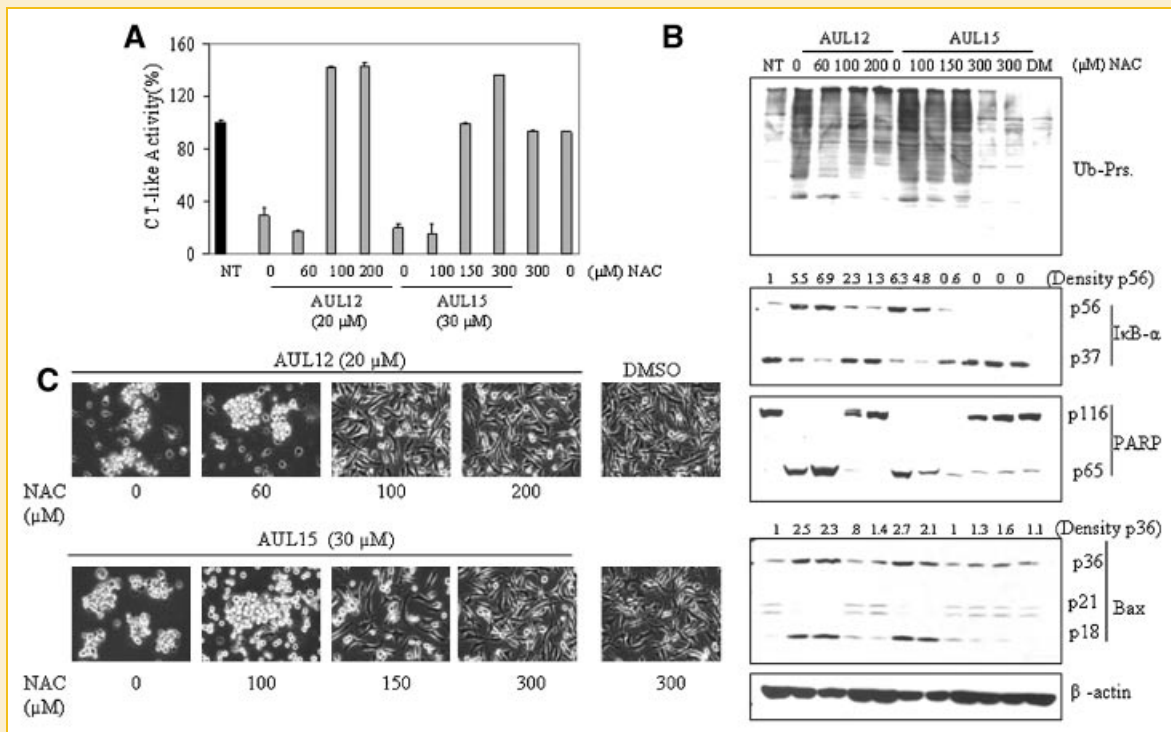 A
CT-like Activity(%)
160
120
80
40
0
NT 0 60 100 200 0 100 150 300 300 0 (μM) NAC
AUL12 AUL15
(20 μM) (30 μM)
B
AUL12 AUL15
NT 0 60 100 200 0 100 150 300 300 DM (μM) NAC
Ub-Prs.
1 5.5 6.9 2.3 1.3 6.3 4.8 0.6 0 0 0 (Density p56)
p56
IκB-α
p37
p116
PARP
p65
1 2.5 2.3 .8 1.4 2.7 2.1 1 1.3 1.6 1.1 (Density p36)
p36
p21
Bax
p18
β-actin
C
AUL12 (20 μM) DMSO
NAC 0 60 100 200
(μM)
AUL15 (30 μM)
NAC 0 100 150 300 300
(μM)